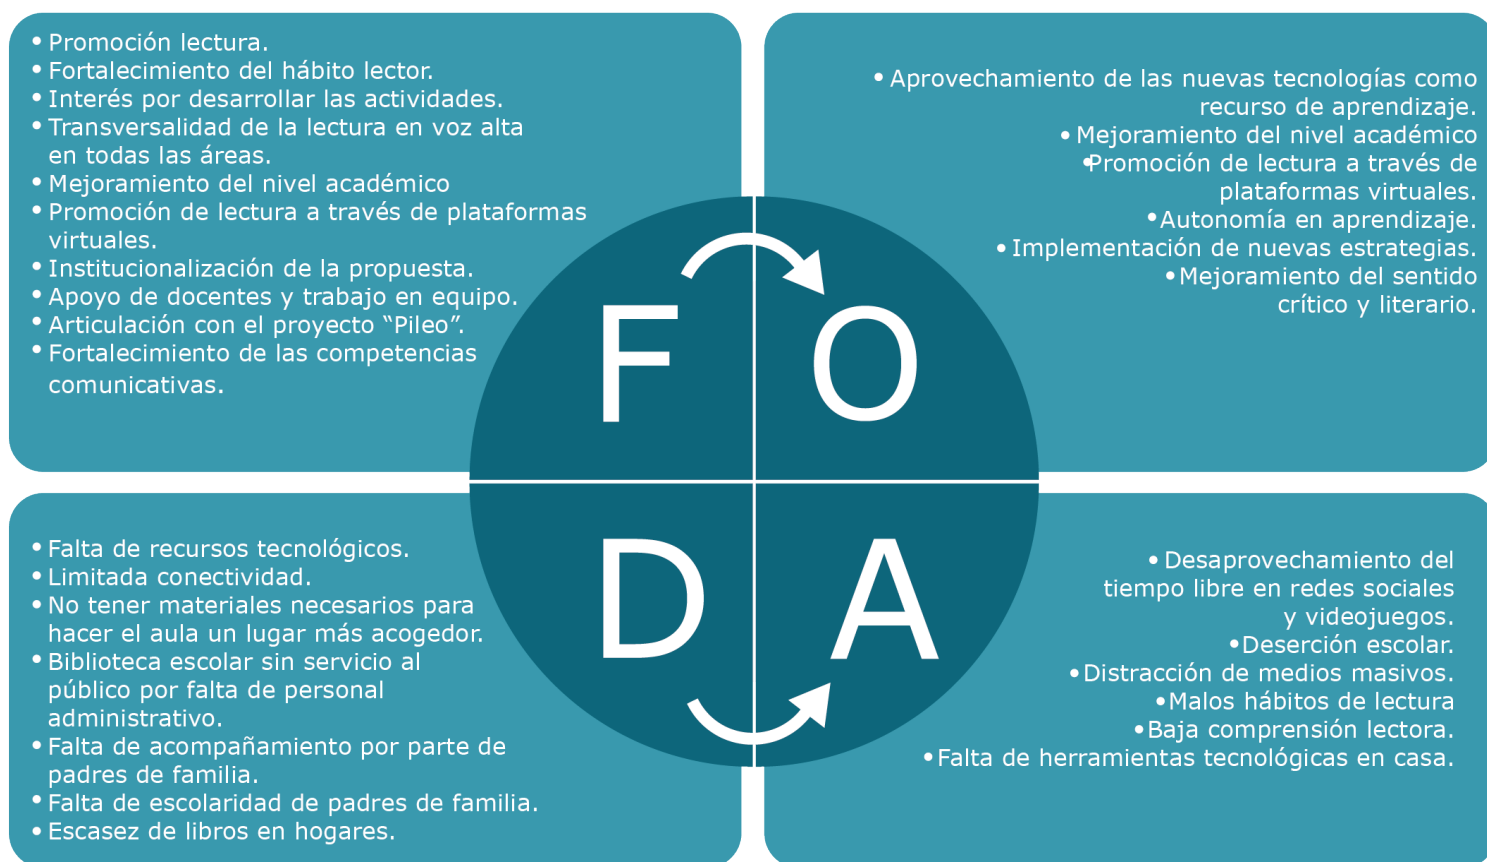 • Promoción lectura.
• Fortalecimiento del hábito lector.
• Interés por desarrollar las actividades.
• Transversalidad de la lectura en voz alta
en todas las áreas.
• Mejoramiento del nivel académico
• Promoción de lectura a través de plataformas
virtuales.
• Institucionalización de la propuesta.
• Apoyo de docentes y trabajo en equipo.
• Articulación con el proyecto “Pileo”.
• Fortalecimiento de las competencias
comunicativas.
• Aprovechamiento de las nuevas tecnologías como
recurso de aprendizaje.
• Mejoramiento del nivel académico
• Promoción de lectura a través de
plataformas virtuales.
• Autonomía en aprendizaje.
• Implementación de nuevas estrategias.
• Mejoramiento del sentido
crítico y literario.
F
O
D
A
• Falta de recursos tecnológicos.
• Limitada conectividad.
• No tener materiales necesarios para
hacer el aula un lugar más acogedor.
• Biblioteca escolar sin servicio al
público por falta de personal
administrativo.
• Falta de acompañamiento por parte de
padres de familia.
• Falta de escolaridad de padres de familia.
• Escasez de libros en hogares.
• Desaprovechamiento del
tiempo libre en redes sociales
y videojuegos.
• Deserción escolar.
• Distracción de medios masivos.
• Malos hábitos de lectura
• Baja comprensión lectora.
• Falta de herramientas tecnológicas en casa.